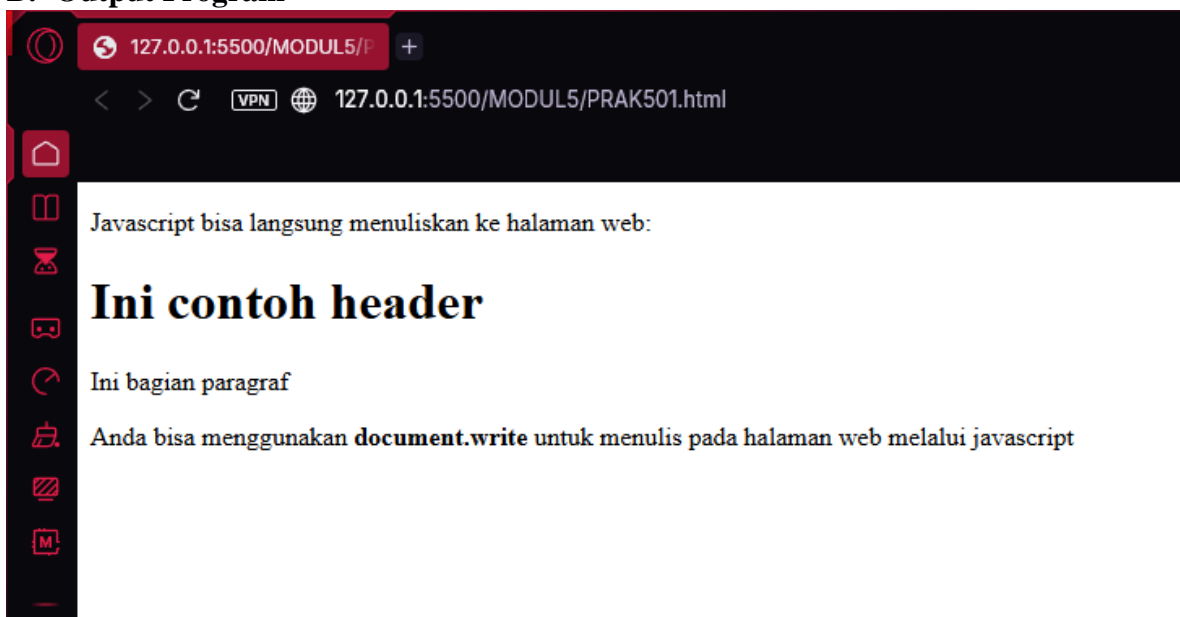 127.0.0.1:5500/MODUL5/P
+
VPN 127.0.0.1:5500/MODUL5/PRAK501.html
Javascript bisa langsung menuliskan ke halaman web:
Ini contoh header
Ini bagian paragraf
Anda bisa menggunakan document.write untuk menulis pada halaman web melalui javascript
M